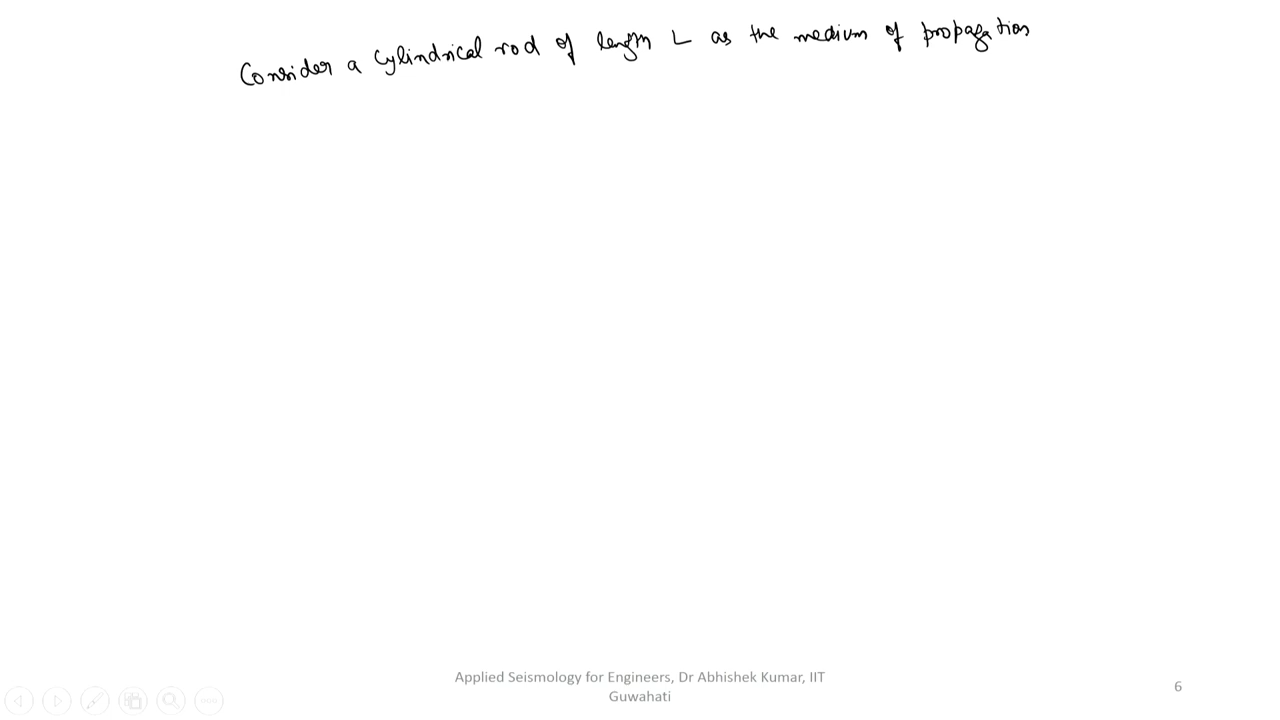 Consider a Cylindrical rod of length L as the medium of propagation
Applied Seismology for Engineers, Dr Abhishek Kumar, IIT
Guwahati
6